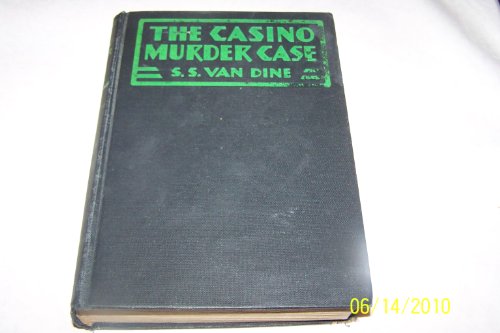 THE CASINO
MURDER CASE
S. S. VAN DINE
06/14/2010